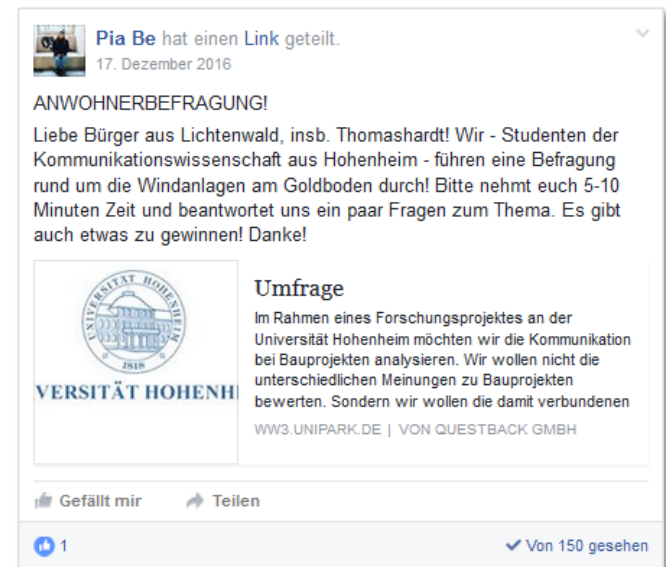 Pia Be hat einen Link geteilt.
17. Dezember 2016
ANWOHNERBEFRAGUNG!
Liebe Bürger aus Lichtenwald, insb. Thomashardt! Wir - Studenten der
Kommunikationswissenschaft aus Hohenheim - führen eine Befragung
rund um die Windanlagen am Goldboden durch! Bitte nehmt euch 5-10
Minuten Zeit und beantwortet uns ein paar Fragen zum Thema. Es gibt
auch etwas zu gewinnen! Danke!
UNIVERSITÄT HOHENHEIM
1818
VERSITÄT HOHENH
Umfrage
Im Rahmen eines Forschungsprojektes an der
Universität Hohenheim möchten wir die Kommunikation
bei Bauprojekten analysieren. Wir wollen nicht die
unterschiedlichen Meinungen zu Bauprojekten
bewerten. Sondern wir wollen die damit verbundenen
WW3.UNIPARK.DE | VON QUESTBACK GMBH
Gefällt mir Teilen
1 Von 150 gesehen